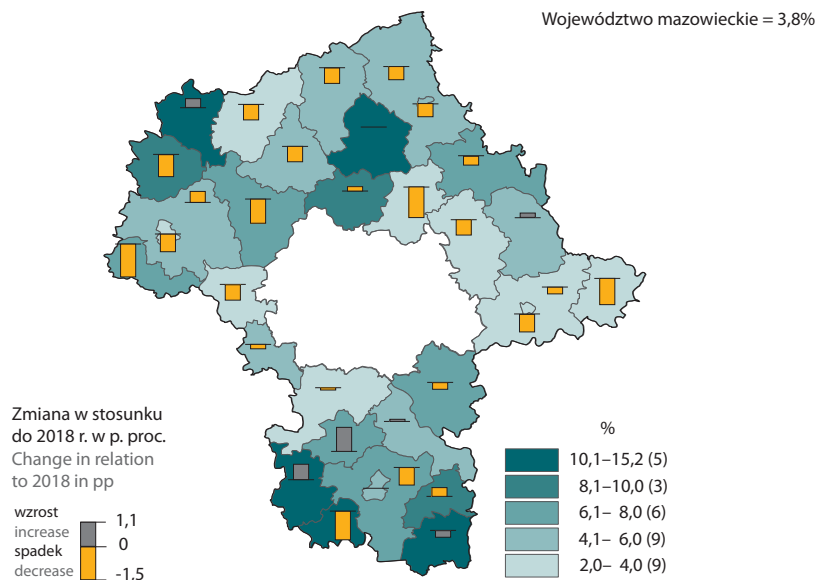 Województwo mazowieckie = 3,8%
Zmiana w stosunku
do 2018 r. w p. proc.
Change in relation
to 2018 in pp
wzrost
increase
spadek
decrease
1,1
0
-1,5
%
10,1–15,2 (5)
8,1–10,0 (3)
6,1– 8,0 (6)
4,1– 6,0 (9)
2,0– 4,0 (9)